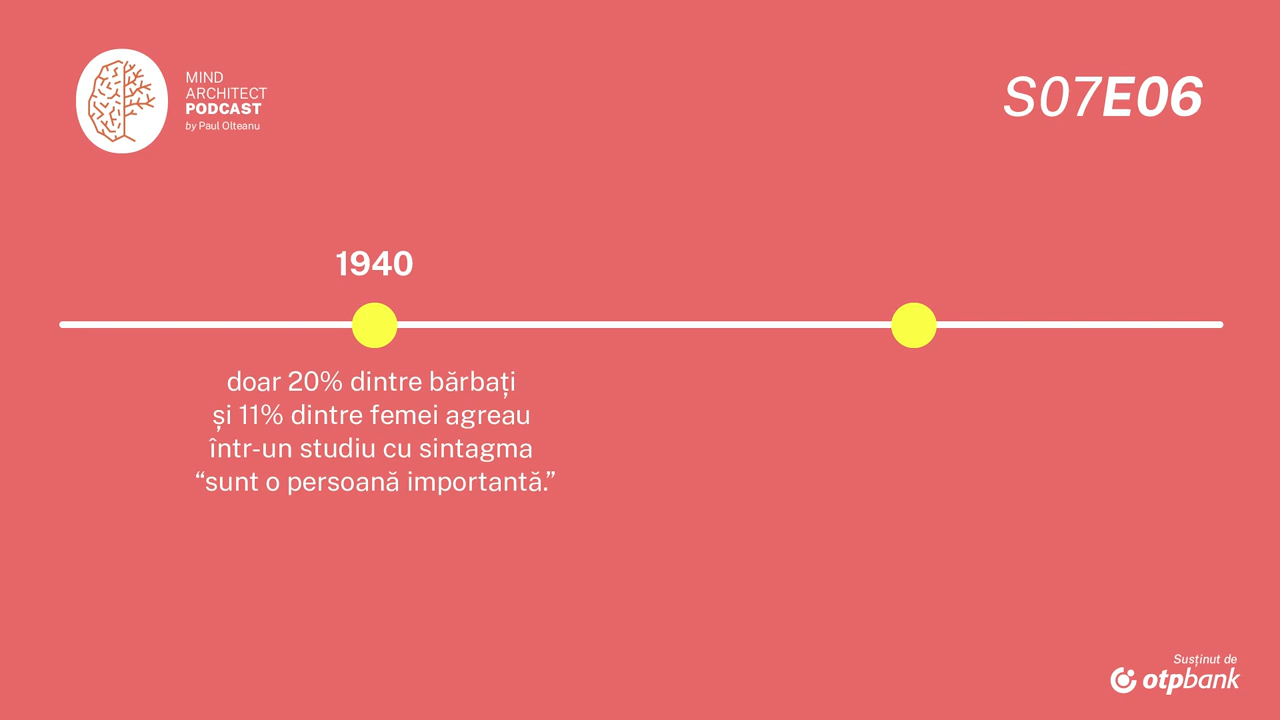 MIND
ARCHITECT
PODCAST
by Paul Olteanu
S07E06
1940
doar 20% dintre bărbați
și 11% dintre femei agreau
într-un studiu cu sintagma
“sunt o persoană importantă.”
Susținut de
otpbank